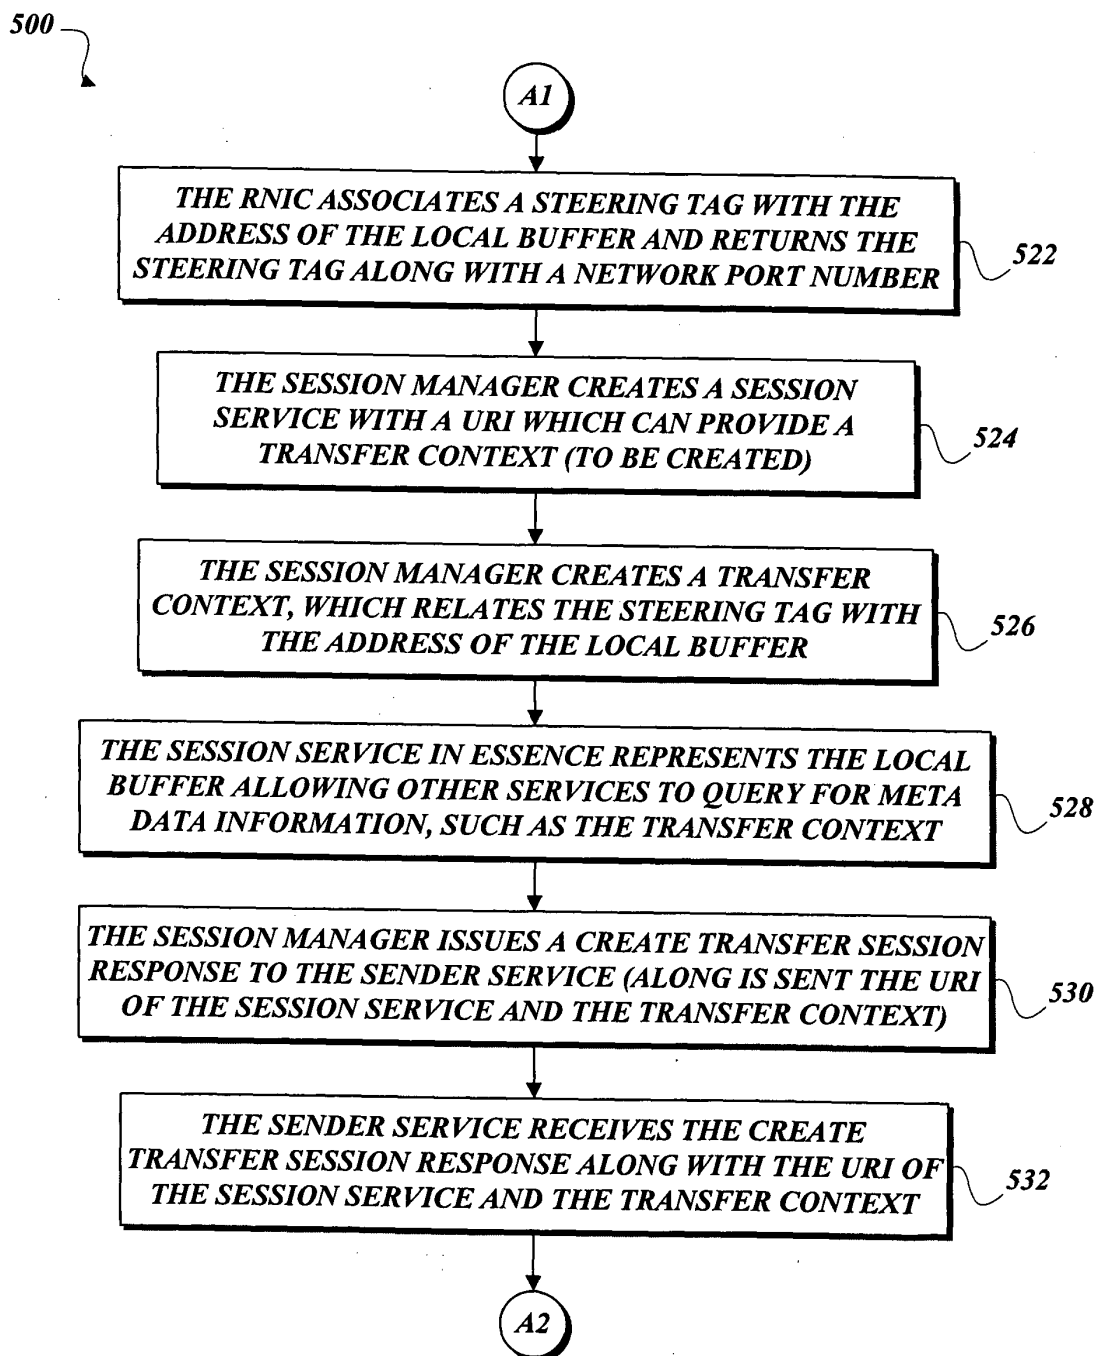 500
A1
THE RNIC ASSOCIATES A STEERING TAG WITH THE
ADDRESS OF THE LOCAL BUFFER AND RETURNS THE
STEERING TAG ALONG WITH A NETWORK PORT NUMBER
522
THE SESSION MANAGER CREATES A SESSION
SERVICE WITH A URI WHICH CAN PROVIDE A
TRANSFER CONTEXT (TO BE CREATED)
524
THE SESSION MANAGER CREATES A TRANSFER
CONTEXT, WHICH RELATES THE STEERING TAG WITH
THE ADDRESS OF THE LOCAL BUFFER
526
THE SESSION SERVICE IN ESSENCE REPRESENTS THE LOCAL
BUFFER ALLOWING OTHER SERVICES TO QUERY FOR META
DATA INFORMATION, SUCH AS THE TRANSFER CONTEXT
528
THE SESSION MANAGER ISSUES A CREATE TRANSFER SESSION
RESPONSE TO THE SENDER SERVICE (ALONG IS SENT THE URI
OF THE SESSION SERVICE AND THE TRANSFER CONTEXT)
530
THE SENDER SERVICE RECEIVES THE CREATE
TRANSFER SESSION RESPONSE ALONG WITH THE URI OF
THE SESSION SERVICE AND THE TRANSFER CONTEXT
532
A2